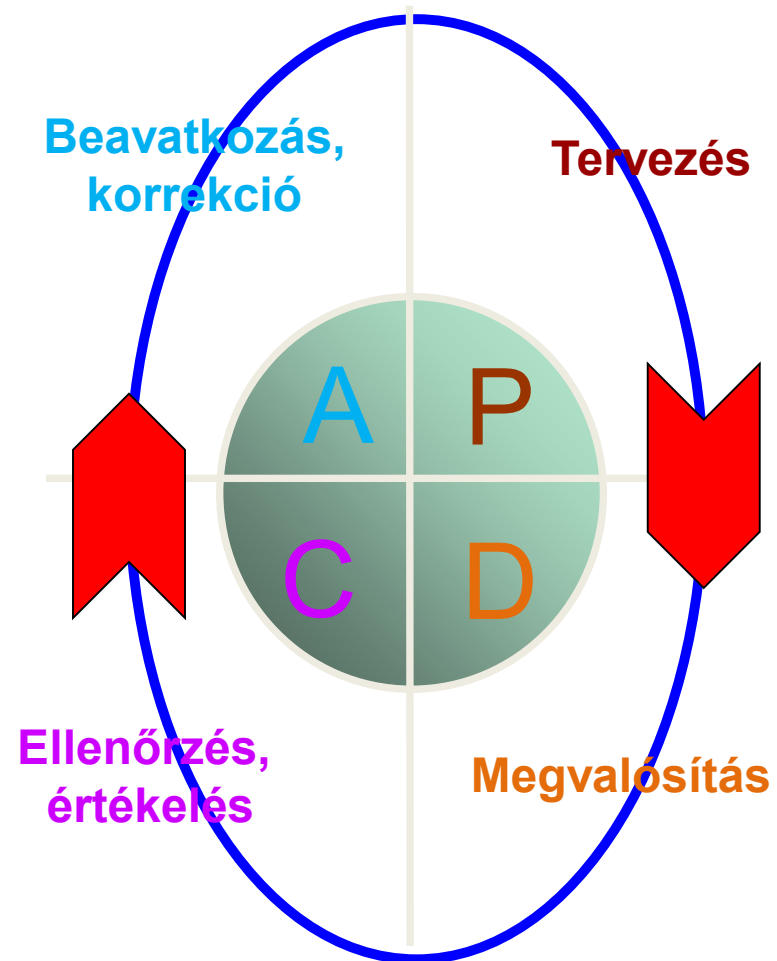 Beavatkozás,
korrekció
Tervezés
A
P
C
D
Ellenőrzés,
értékelés
Megvalósítás